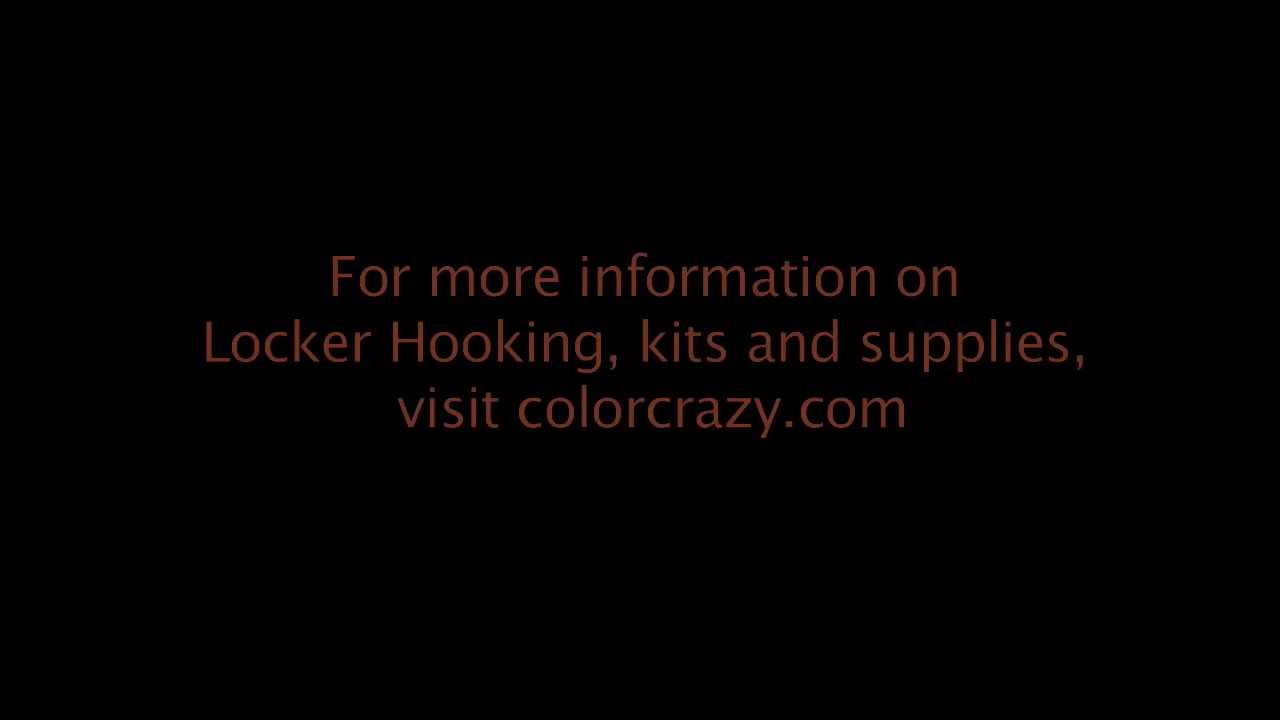 For more information on
Locker Hooking, kits and supplies,
visit colorcrazy.com